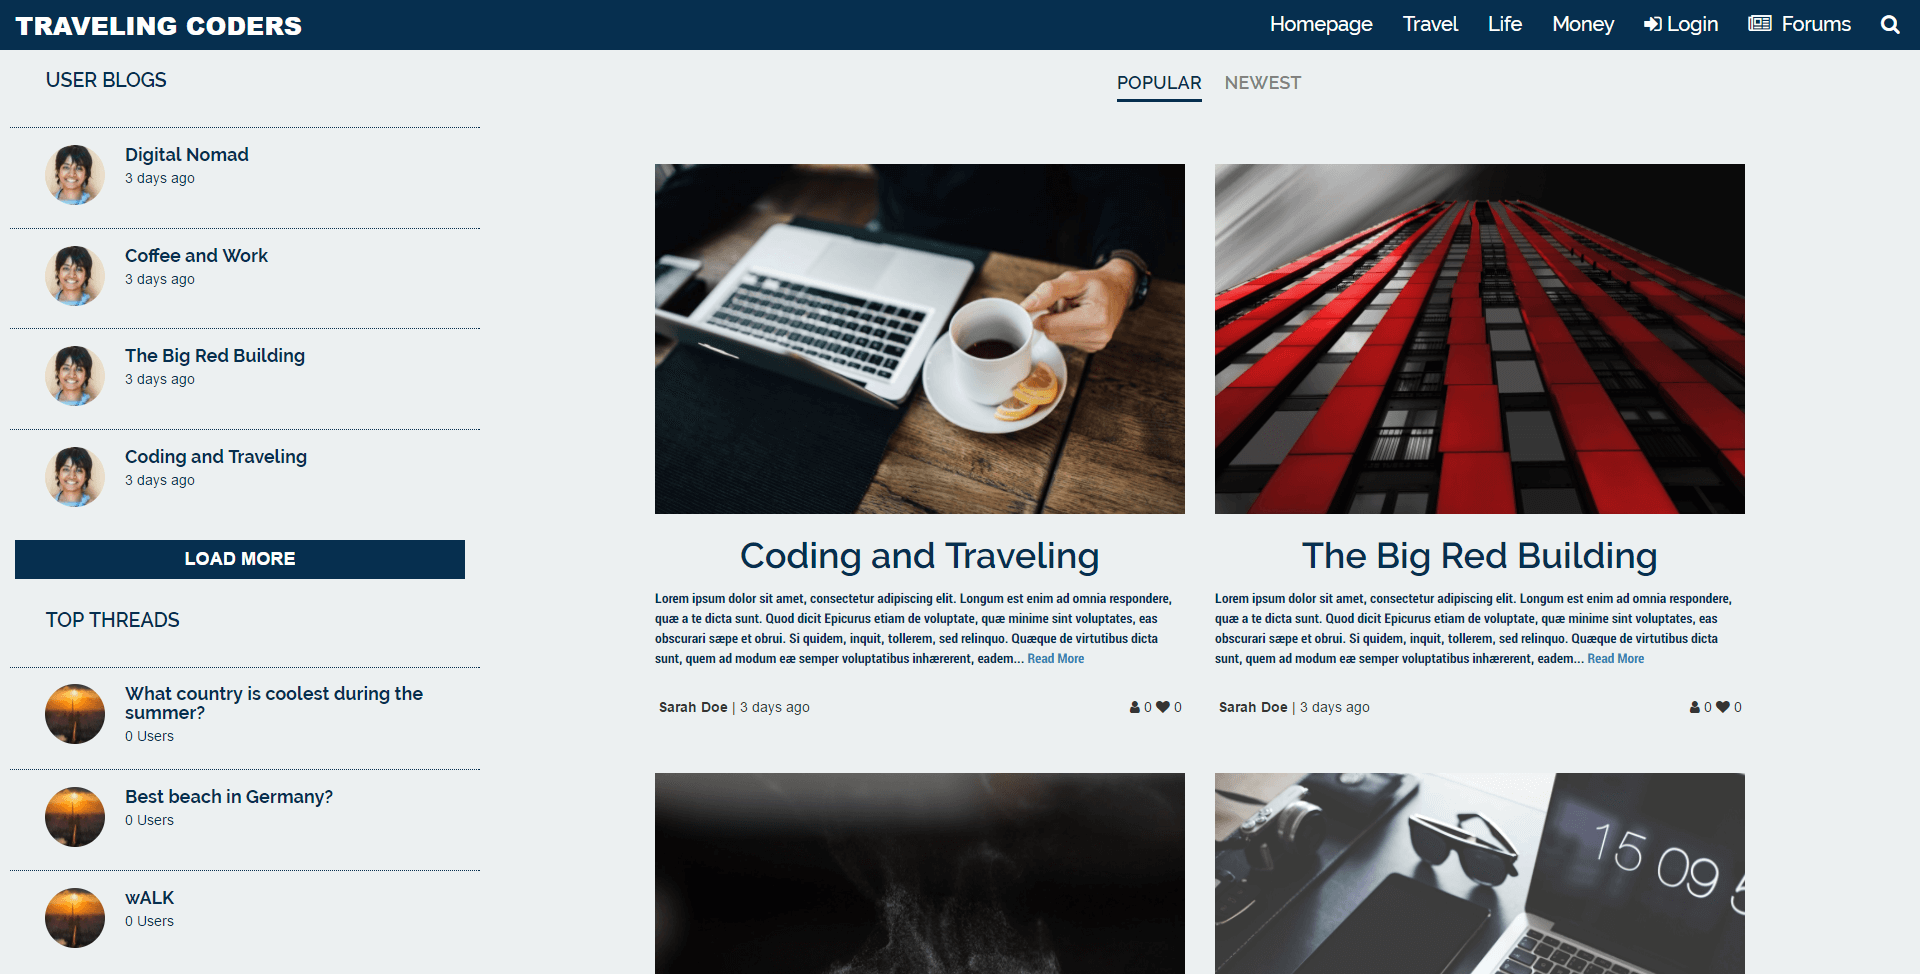 TRAVELING CODERS
Homepage Travel Life Money Login Forums
USER BLOGS
Digital Nomad
3 days ago
Coffee and Work
3 days ago
The Big Red Building
3 days ago
Coding and Traveling
3 days ago
LOAD MORE
TOP THREADS
What country is coolest during the
summer?
0 Users
Best beach in Germany?
0 Users
wALK
0 Users
POPULAR NEWEST
Coding and Traveling
Lorem ipsum dolor sit amet, consectetur adipiscing elit. Longum est enim ad omnia respondere,
quæ a te dicta sunt. Quod dicit Epicurus etiam de voluptate, quæ minime sint voluptates, eas
obscurari sæpe et obrui. Si quidem, inquit, tollerem, sed relinquo. Quæque de virtutibus dicta
sunt, quem ad modum eæ semper voluptatibus inhærerent, eadem... Read More
Sarah Doe | 3 days ago 0 0
The Big Red Building
Lorem ipsum dolor sit amet, consectetur adipiscing elit. Longum est enim ad omnia respondere,
quæ a te dicta sunt. Quod dicit Epicurus etiam de voluptate, quæ minime sint voluptates, eas
obscurari sæpe et obrui. Si quidem, inquit, tollerem, sed relinquo. Quæque de virtutibus dicta
sunt, quem ad modum eæ semper voluptatibus inhærerent, eadem... Read More
Sarah Doe | 3 days ago 0 0
15 09